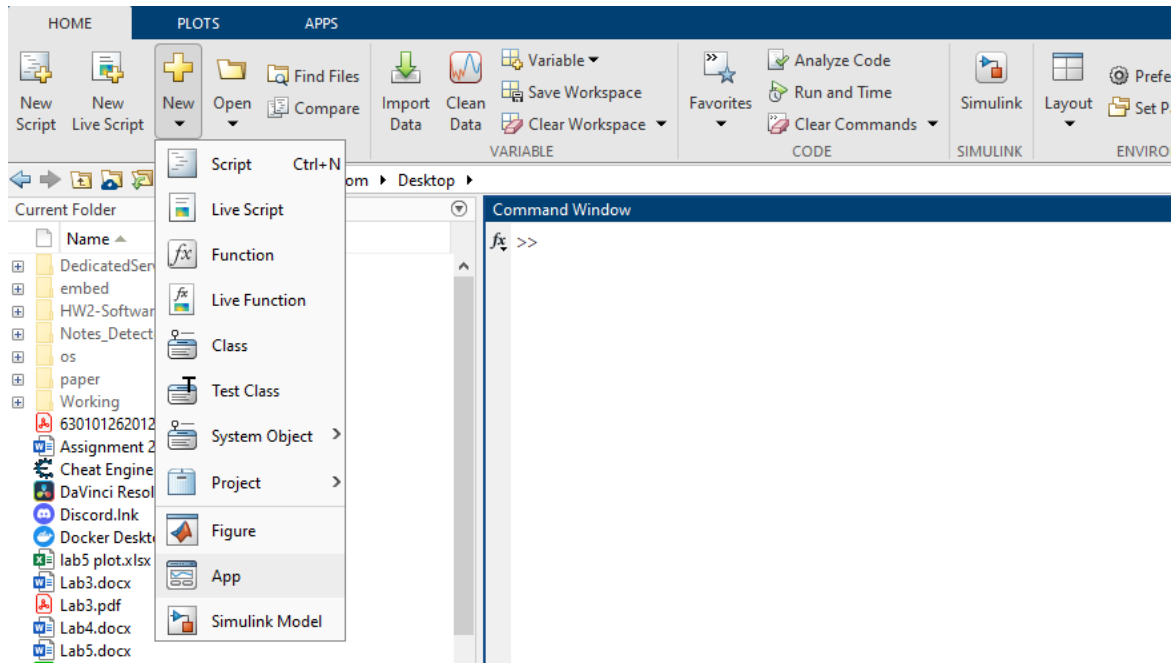 HOME PLOTS APPS
New Script
New Live Script
New
Open
Find Files
Compare
Import Data
Clean Data
Variable
Save Workspace
Clear Workspace
VARIABLE
Favorites
Analyze Code
Run and Time
Clear Commands
CODE
Simulink
SIMULINK
Layout
Prefe
Set P
ENVIRO
om Desktop
Current Folder
Name
DedicatedSer
embed
HW2-Softwar
Notes_Detect
os
paper
Working
630101262012
Assignment 2
Cheat Engine
DaVinci Resol
Discord.lnk
Docker Deskt
lab5 plot.xlsx
Lab3.docx
Lab3.pdf
Lab4.docx
Lab5.docx
Script Ctrl+N
Live Script
fx Function
fx Live Function
Class
Test Class
System Object
Project
Figure
App
Simulink Model
Command Window
fx >>